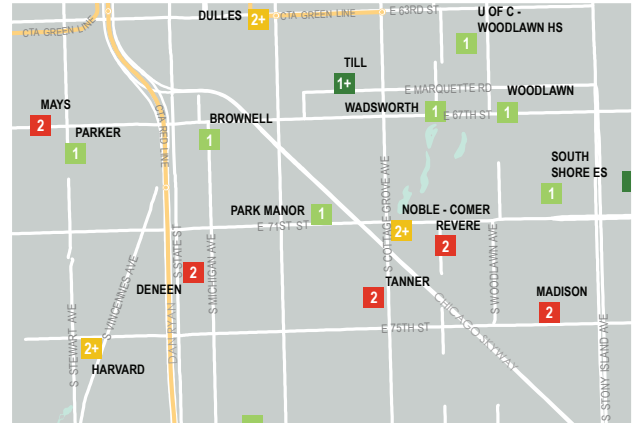 DULLES
2+
CTA GREEN LINE
E 63RD ST
U OF C -
WOODLAWN HS
1
CTA GREEN LINE
TILL
1+
E MARQUETTE RD
WOODLAWN
WADSWORTH
1
1
E 67TH ST
MAYS
2
PARKER
1
BROWNELL
1
CTA RED LINE
SOUTH
SHORE ES
1
PARK MANOR
1
E 71ST ST
NOBLE - COMER
2+
REVERE
2
S COTTAGE GROVE AVE
S WOODLAWN AVE
S STATE ST
S MICHIGAN AVE
DENEEN
2
TANNER
2
MADISON
2
S VINCENNES AVE
S STEWART AVE
DAN RYAN
E 75TH ST
CHICAGO SKYWAY
S STONY ISLAND AVE
2+
HARVARD